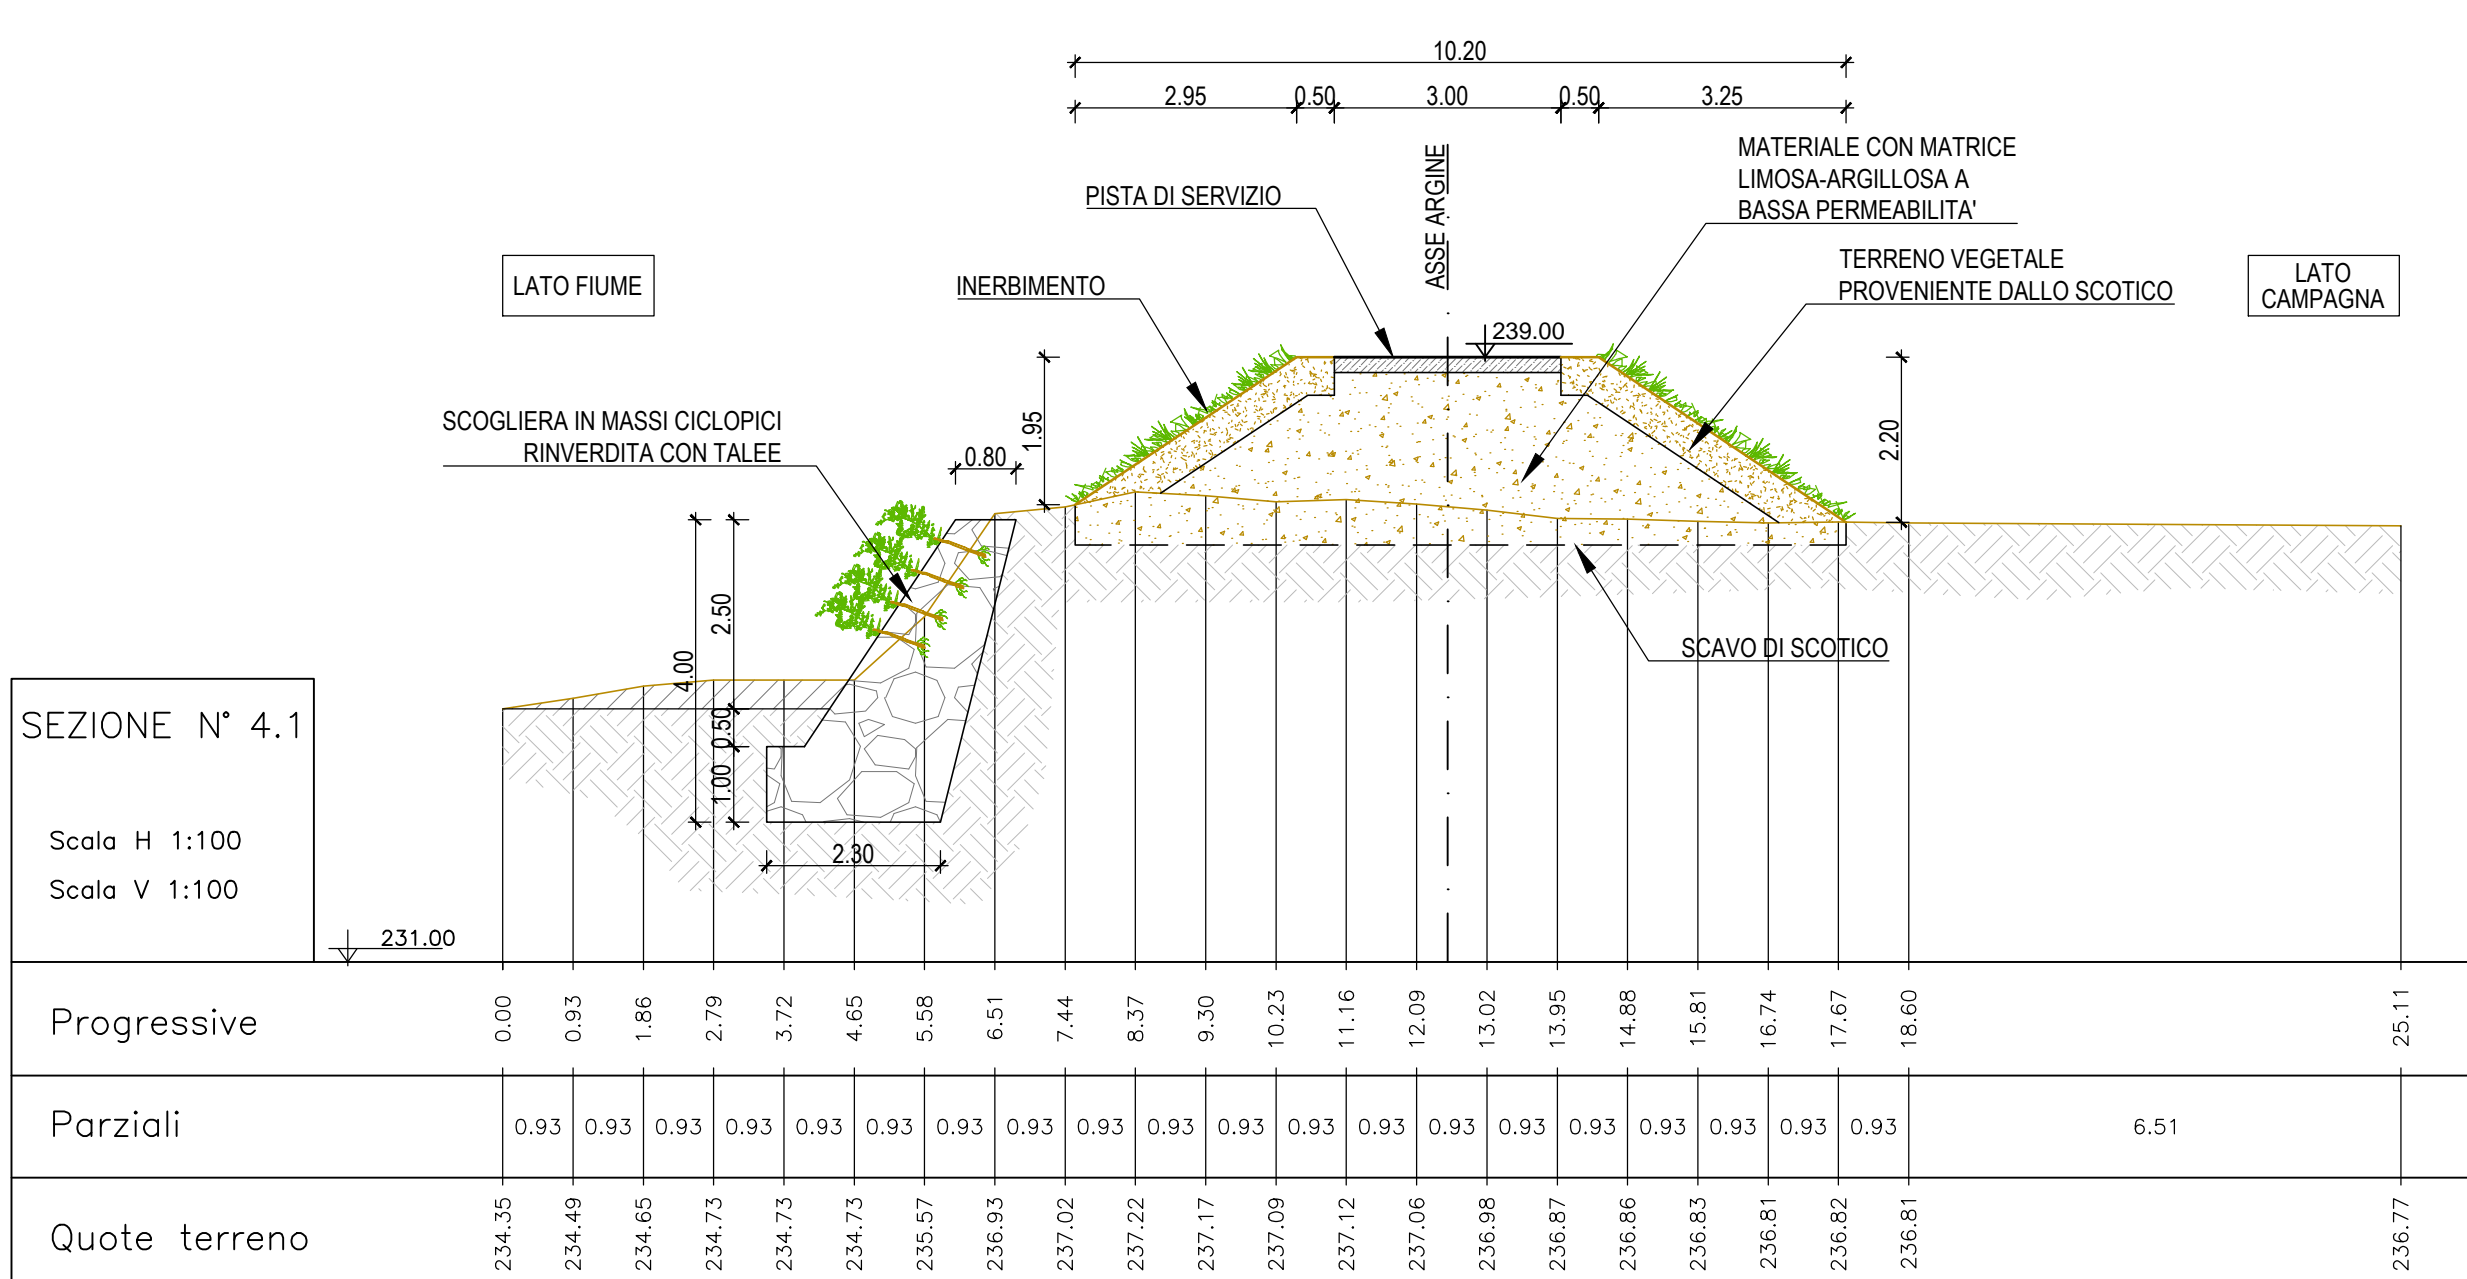 10.20
2.95 0.50 3.00 0.50 3.25
MATERIALE CON MATRICE
LIMOSA-ARGILLOSA A
BASSA PERMEABILITA'
PISTA DI SERVIZIO
ASSE ARGINE
TERRENO VEGETALE
PROVENIENTE DALLO SCOTICO
LATO FIUME
INERBIMENTO
LATO
CAMPAGNA
239.00
SCOGLIERA IN MASSI CICLOPICI
RINVERDITA CON TALEE
0.80
1.95
2.20
2.50
4.00
0.50
1.00
2.30
SCAVO DI SCOTICO
SEZIONE N° 4.1
Scala H 1:100
Scala V 1:100
231.00
Progressive 0.00 0.93 1.86 2.79 3.72 4.65 5.58 6.51 7.44 8.37 9.30 10.23 11.16 12.09 13.02 13.95 14.88 15.81 16.74 17.67 18.60 25.11
Parziali 0.93 0.93 0.93 0.93 0.93 0.93 0.93 0.93 0.93 0.93 0.93 0.93 0.93 0.93 0.93 0.93 0.93 0.93 0.93 0.93 6.51
Quote terreno 234.35 234.49 234.65 234.73 234.73 234.73 235.57 236.93 237.02 237.22 237.17 237.09 237.12 237.06 236.98 236.87 236.86 236.83 236.81 236.82 236.81 236.77